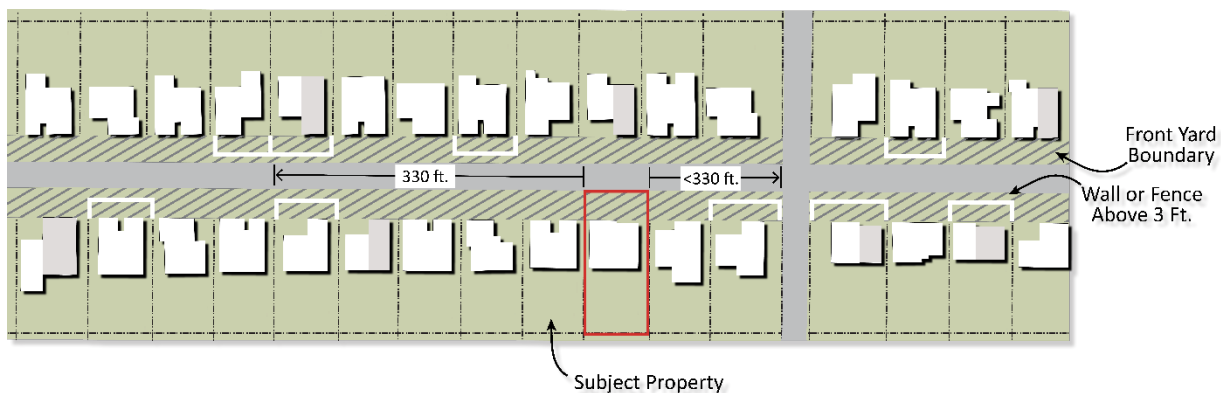 Front Yard
Boundary
330 ft.
<330 ft.
Wall or Fence
Above 3 Ft.
Subject Property